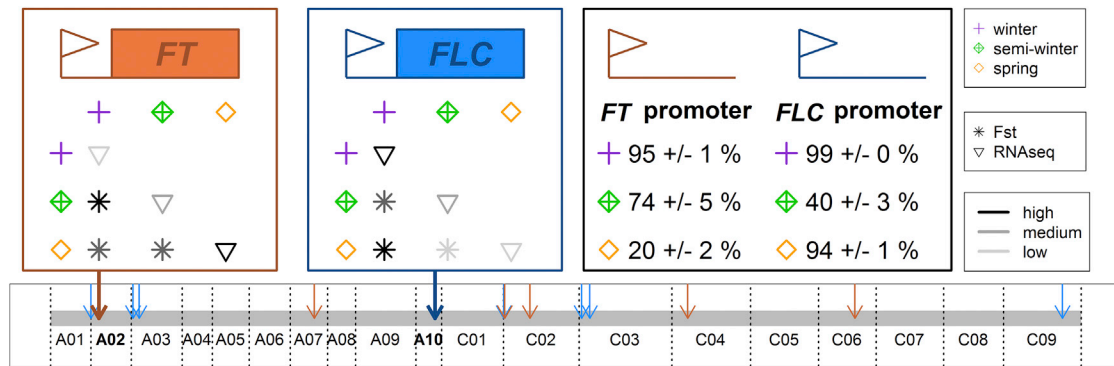 FT
FLC
FT promoter
FLC promoter
95 +/- 1 %
99 +/- 0 %
74 +/- 5 %
40 +/- 3 %
20 +/- 2 %
94 +/- 1 %
winter
semi-winter
spring
Fst
RNAseq
high
medium
low
A01 A02 A03 A04 A05 A06 A07 A08 A09 A10 C01 C02 C03 C04 C05 C06 C07 C08 C09